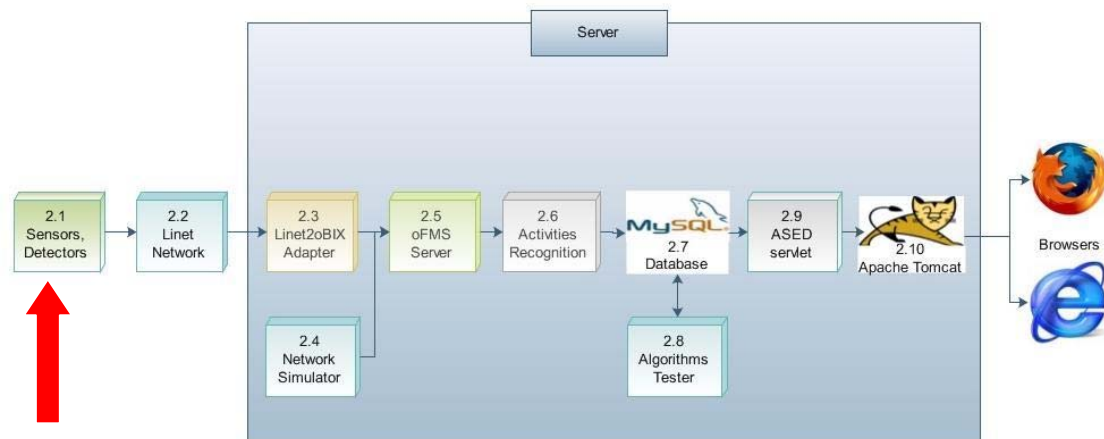 Server
2.1
Sensors,
Detectors
2.2
Linet
Network
2.3
Linet2oBIX
Adapter
2.5
oFMS
Server
2.6
Activities
Recognition
MySQL
2.7
Database
2.9
ASED
servlet
2.10
Apache Tomcat
Browsers
2.4
Network
Simulator
2.8
Algorithms
Tester